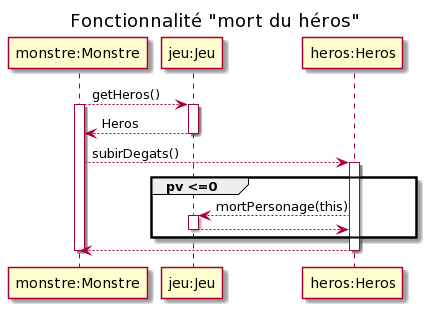 Fonctionnalité "mort du héros"
monstre:Monstre jeu:Jeu heros:Heros
getHeros()
Heros
subirDegats()
pv <=0
mortPersonage(this)
monstre:Monstre jeu:Jeu heros:Heros